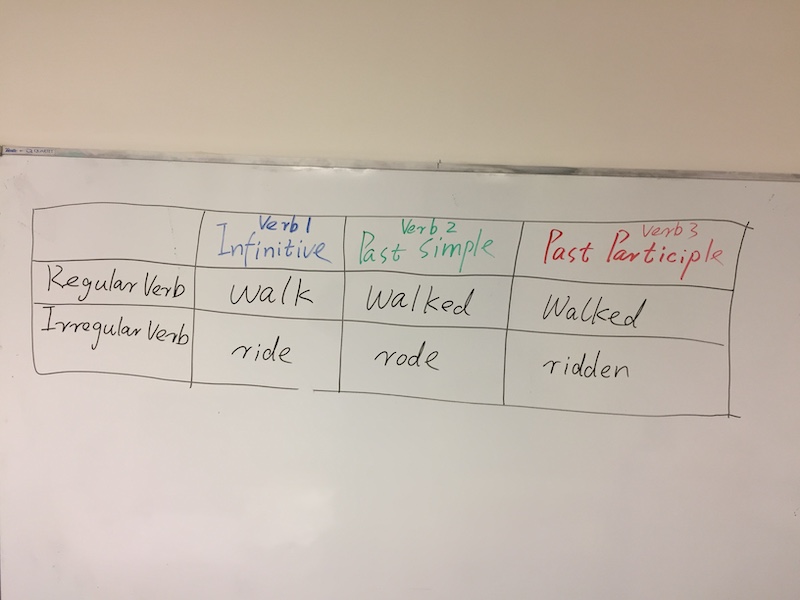 Verb 1 Verb 2 Verb 3
Infinitive Past Simple Past Participle
Regular Verb walk Walked Walked
Irregular Verb ride rode ridden